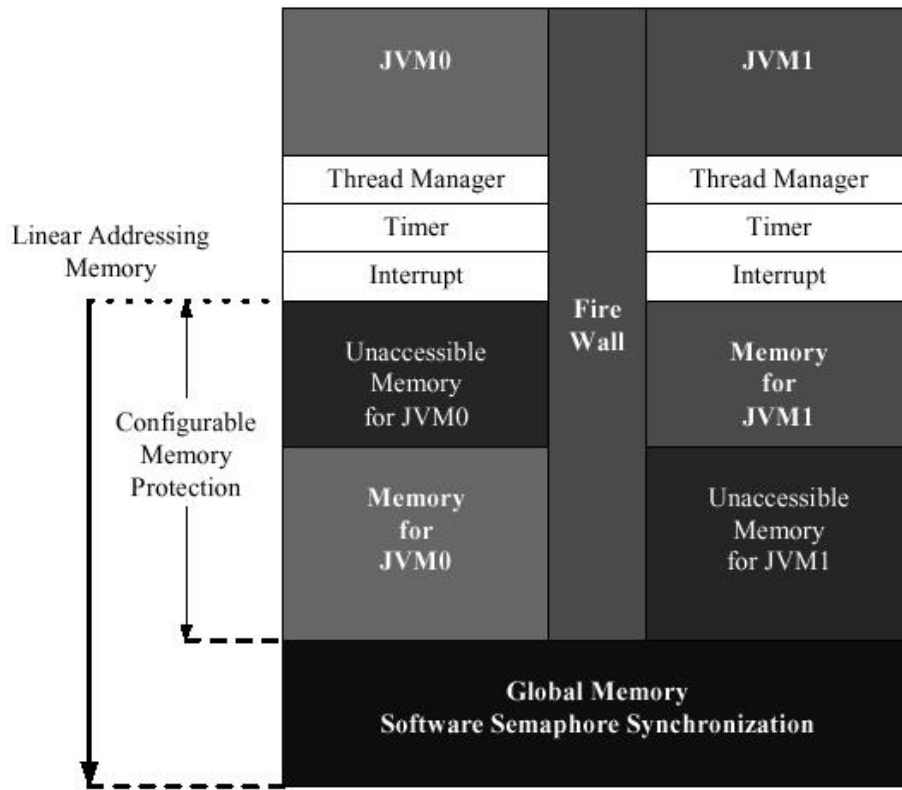 JVM0
JVM1
Thread Manager
Thread Manager
Timer
Timer
Interrupt
Interrupt
Linear Addressing
Memory
Fire
Wall
Unaccessible
Memory
for JVM0
Memory
for
JVM1
Configurable
Memory
Protection
Memory
for
JVM0
Unaccessible
Memory
for JVM1
Global Memory
Software Semaphore Synchronization